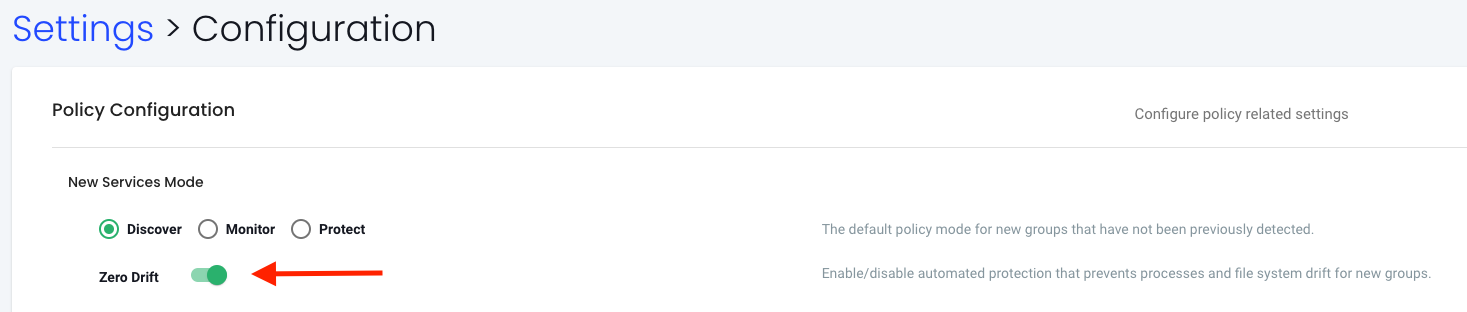 Settings > Configuration
Policy Configuration
Configure policy related settings
New Services Mode
Discover Monitor Protect
The default policy mode for new groups that have not been previously detected.
Zero Drift
Enable/disable automated protection that prevents processes and file system drift for new groups.